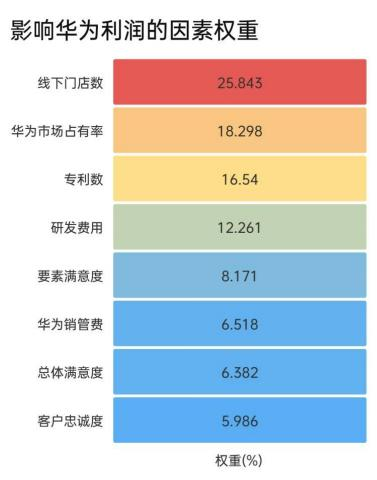 影响华为利润的因素权重
线下门店数 25.843
华为市场占有率 18.298
专利数 16.54
研发费用 12.261
要素满意度 8.171
华为销管费 6.518
总体满意度 6.382
客户忠诚度 5.986
权重(%)